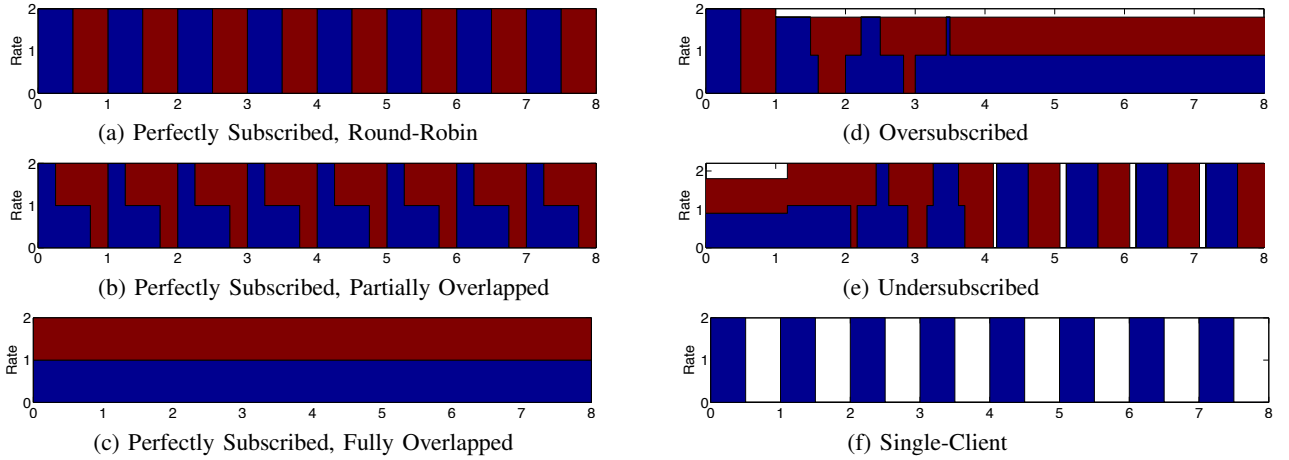 2
1
0
Rate
0 1 2 3 4 5 6 7 8
(a) Perfectly Subscribed, Round-Robin
2
1
0
Rate
0 1 2 3 4 5 6 7 8
(b) Perfectly Subscribed, Partially Overlapped
2
1
0
Rate
0 1 2 3 4 5 6 7 8
(c) Perfectly Subscribed, Fully Overlapped
2
1
0
Rate
0 1 2 3 4 5 6 7 8
(d) Oversubscribed
2
1
0
Rate
0 1 2 3 4 5 6 7 8
(e) Undersubscribed
2
1
0
Rate
0 1 2 3 4 5 6 7 8
(f) Single-Client